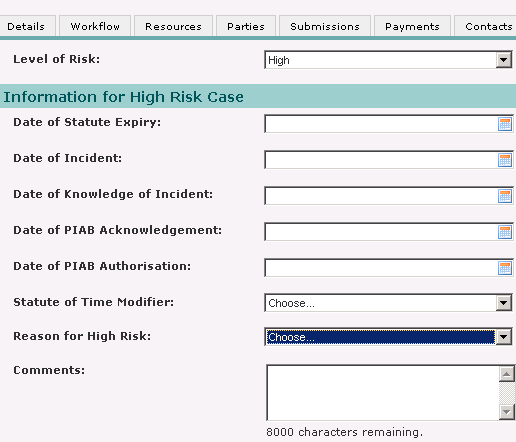 Details Workflow Resources Parties Submissions Payments Contacts
Level of Risk: High
Information for High Risk Case
Date of Statute Expiry:
Date of Incident:
Date of Knowledge of Incident:
Date of PIAB Acknowledgement:
Date of PIAB Authorisation:
Statute of Time Modifier: Choose...
Reason for High Risk: Choose...
Comments:
8000 characters remaining.